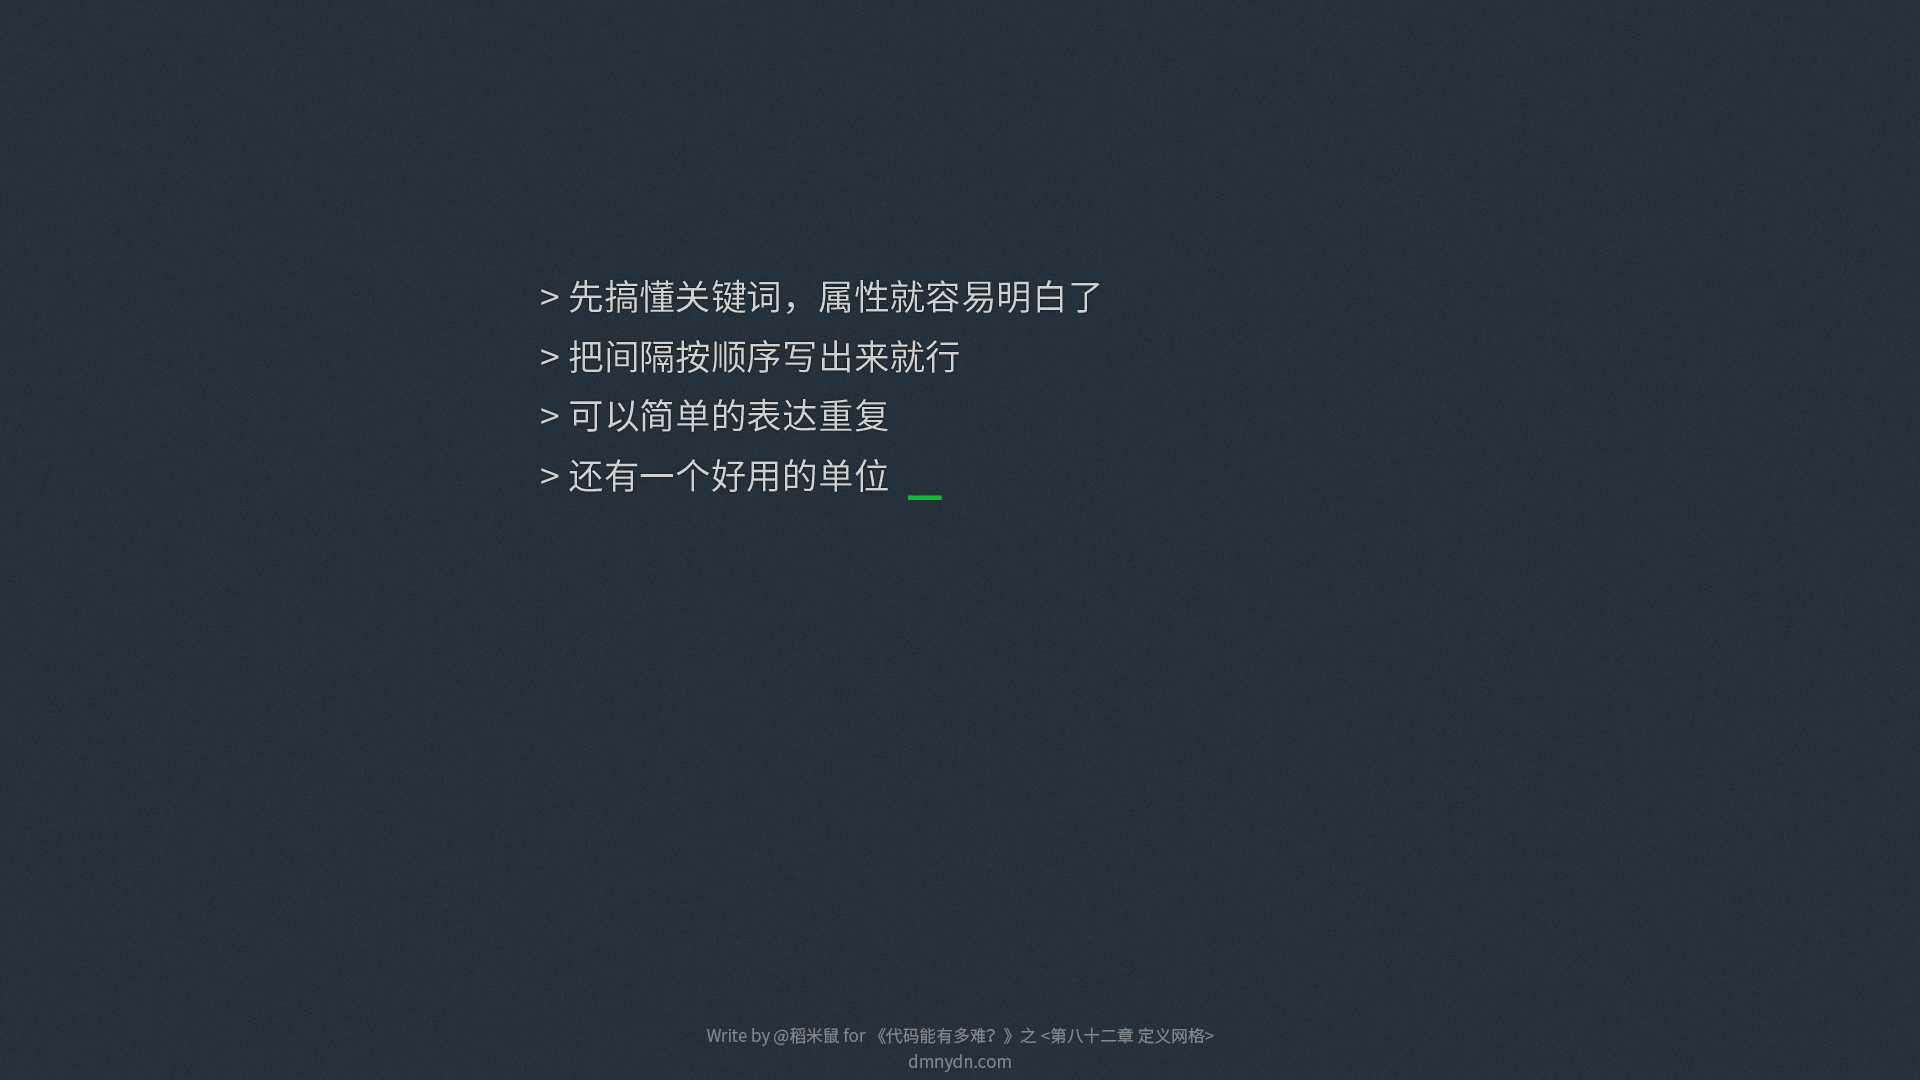 > 先搞懂关键词，属性就容易明白了
> 把间隔按顺序写出来就行
> 可以简单的表达重复
> 还有一个好用的单位 _
Write by @稻米鼠 for 《代码能有多难？》之 <第八十二章 定义网格>
dmnydn.com